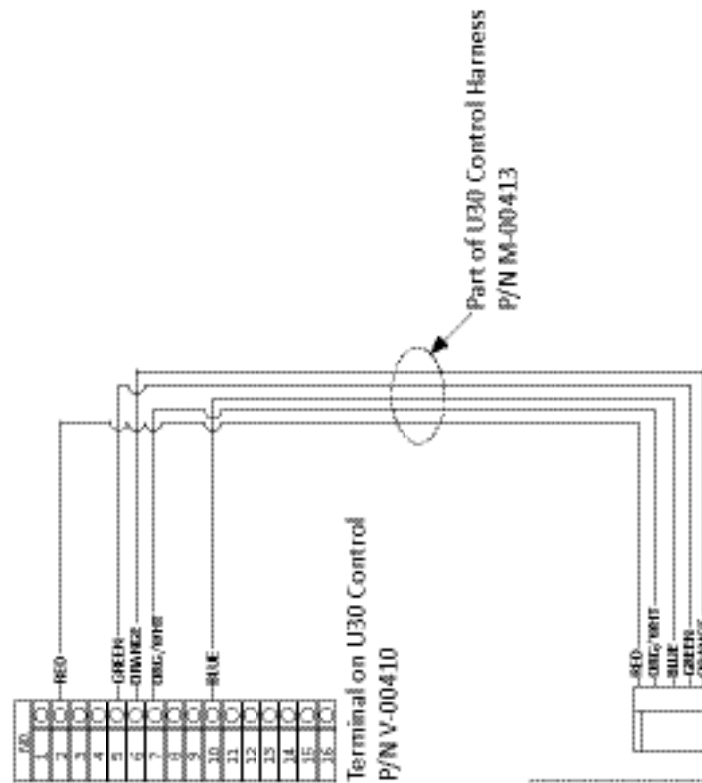 Part of U30 Control Harness
P/N M-00413
RED
GREEN
ORANGE
ORG/WHT
BLUE
NO.
1
2
3
4
5
6
7
8
9
10
11
12
13
14
15
16
Terminal on U30 Control
P/N V-00410
RED
ORG/WHT
BLUE
GREEN
ORANGE